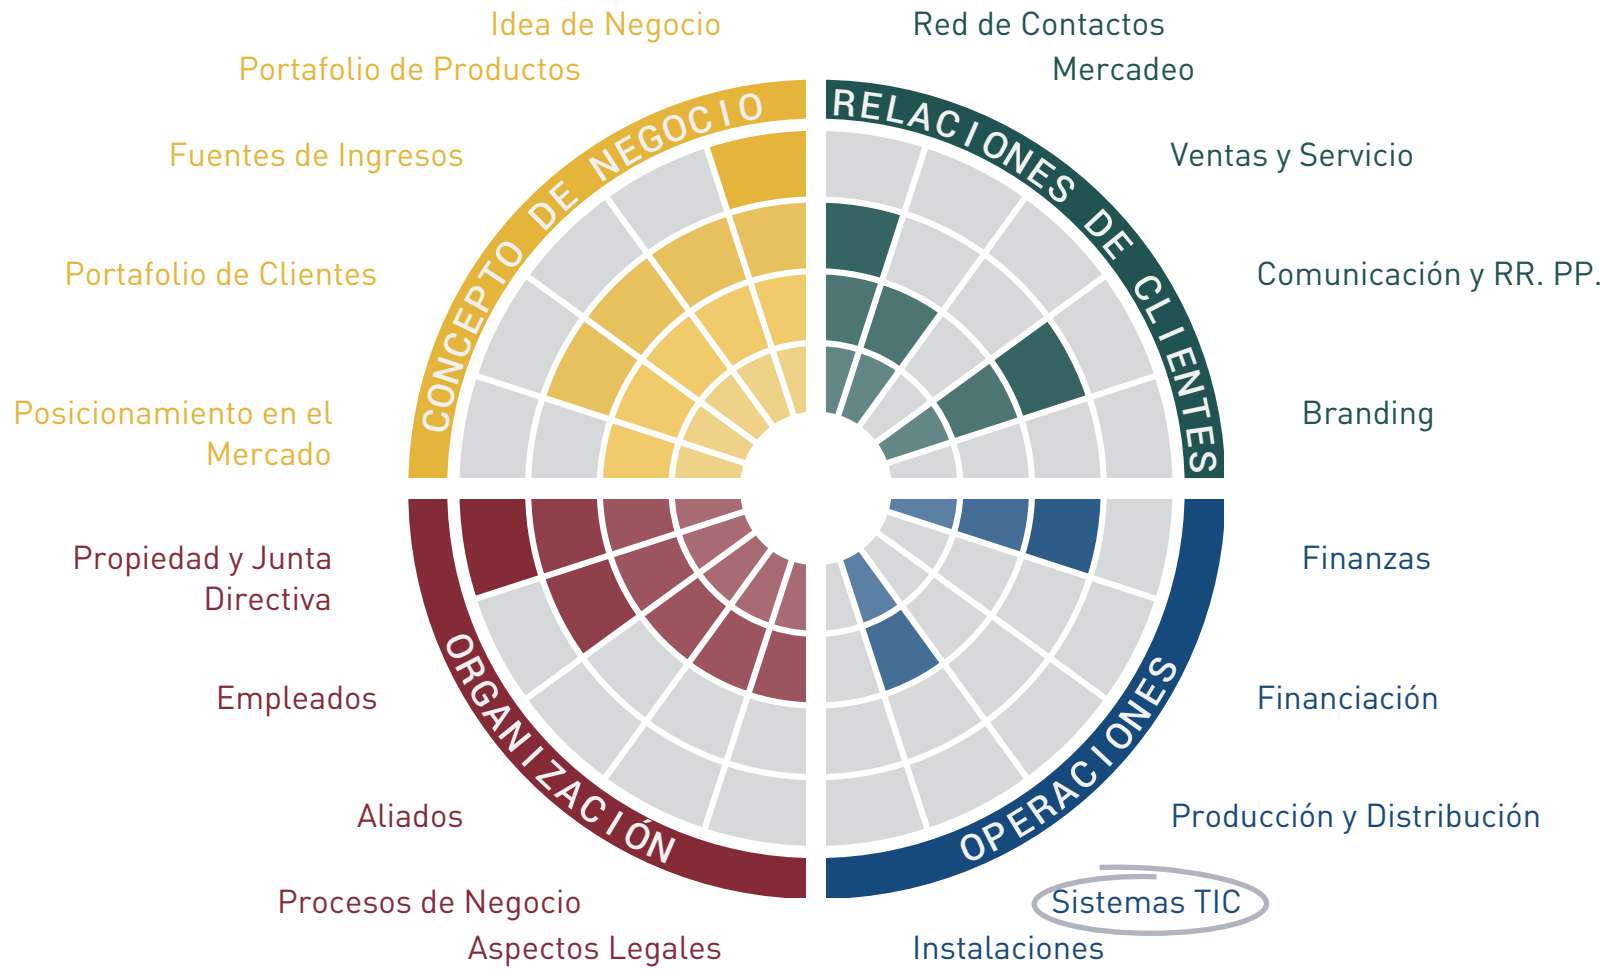 Idea de Negocio
Portafolio de Productos
Fuentes de Ingresos
Portafolio de Clientes
Posicionamiento en el
Mercado
CONCEPTO DE NEGOCIO
Red de Contactos
Mercadeo
Ventas y Servicio
Comunicación y RR. PP.
Branding
RELACIONES DE CLIENTES
Propiedad y Junta
Directiva
Empleados
Aliados
Procesos de Negocio
Aspectos Legales
ORGANIZACIÓN
Finanzas
Financiación
Producción y Distribución
Sistemas TIC
Instalaciones
OPERACIONES